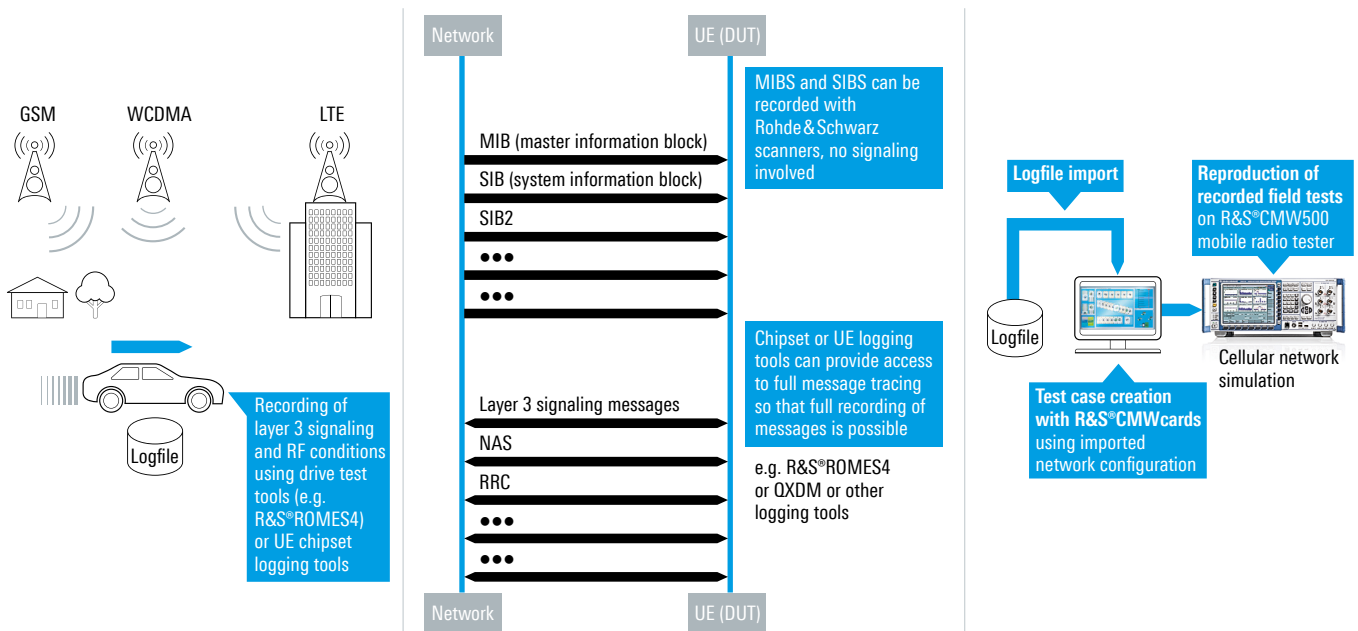 GSM
WCDMA
LTE
Logfile
Recording of
layer 3 signaling
and RF conditions
using drive test
tools (e.g.
R&S®ROMES4)
or UE chipset
logging tools
Network
UE (DUT)
MIB (master information block)
SIB (system information block)
SIB2
●●●
●●●
Layer 3 signaling messages
NAS
RRC
●●●
●●●
Network
UE (DUT)
MIBS and SIBS can be
recorded with
Rohde&Schwarz
scanners, no signaling
involved
Chipset or UE logging
tools can provide access
to full message tracing
so that full recording of
messages is possible
e.g. R&S®ROMES4
or QXDM or other
logging tools
Logfile import
Logfile
Test case creation
with R&S®CMWcards
using imported
network configuration
Reproduction of
recorded field tests
on R&S®CMW500
mobile radio tester
Cellular network
simulation